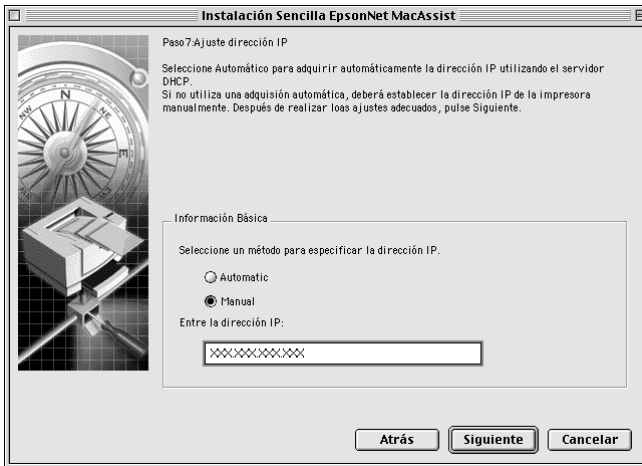 Instalación Sencilla EpsonNet MacAssist
Paso7:Ajuste dirección IP
Seleccione Automático para adquirir automáticamente la dirección IP utilizando el servidor
DHCP.
Si no utiliza una adquisición automática, deberá establecer la dirección IP de la impresora
manualmente. Después de realizar loas ajustes adecuados, pulse Siguiente.
N
NW
NE
E
Información Básica
Seleccione un método para especificar la dirección IP.
Automatic
Manual
Entre la dirección IP:
XXX.XXX.XXX.XXX
Atrás
Siguiente
Cancelar